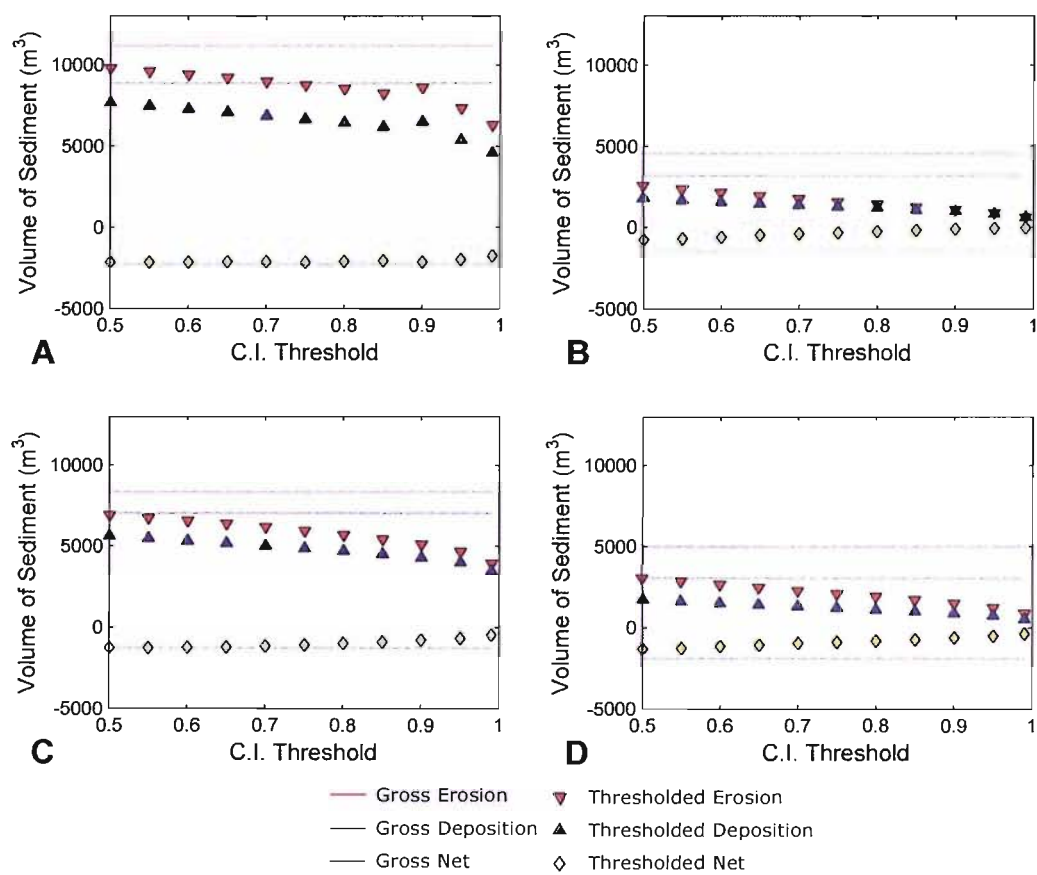 Volume of Sediment (m³)
10000
5000
0
-5000
0.5 0.6 0.7 0.8 0.9 1
C.I. Threshold
A
Volume of Sediment (m³)
10000
5000
0
-5000
0.5 0.6 0.7 0.8 0.9 1
C.I. Threshold
B
Volume of Sediment (m³)
10000
5000
0
-5000
0.5 0.6 0.7 0.8 0.9 1
C.I. Threshold
C
Volume of Sediment (m³)
10000
5000
0
-5000
0.5 0.6 0.7 0.8 0.9 1
C.I. Threshold
D
Gross Erosion Thresholded Erosion
Gross Deposition Thresholded Deposition
Gross Net Thresholded Net